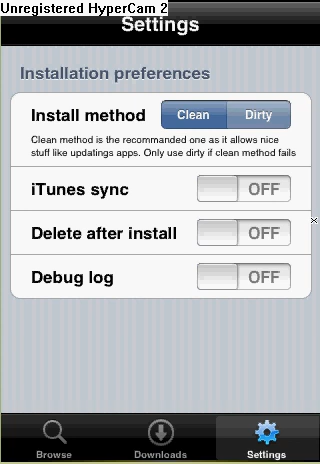 Unregistered HyperCam 2
Settings
Installation preferences
Install method Clean Dirty
Clean method is the recommanded one as it allows nice
stuff like updatings apps. Only use dirty if clean method fails
iTunes sync OFF
Delete after install OFF
Debug log OFF
Browse Downloads Settings